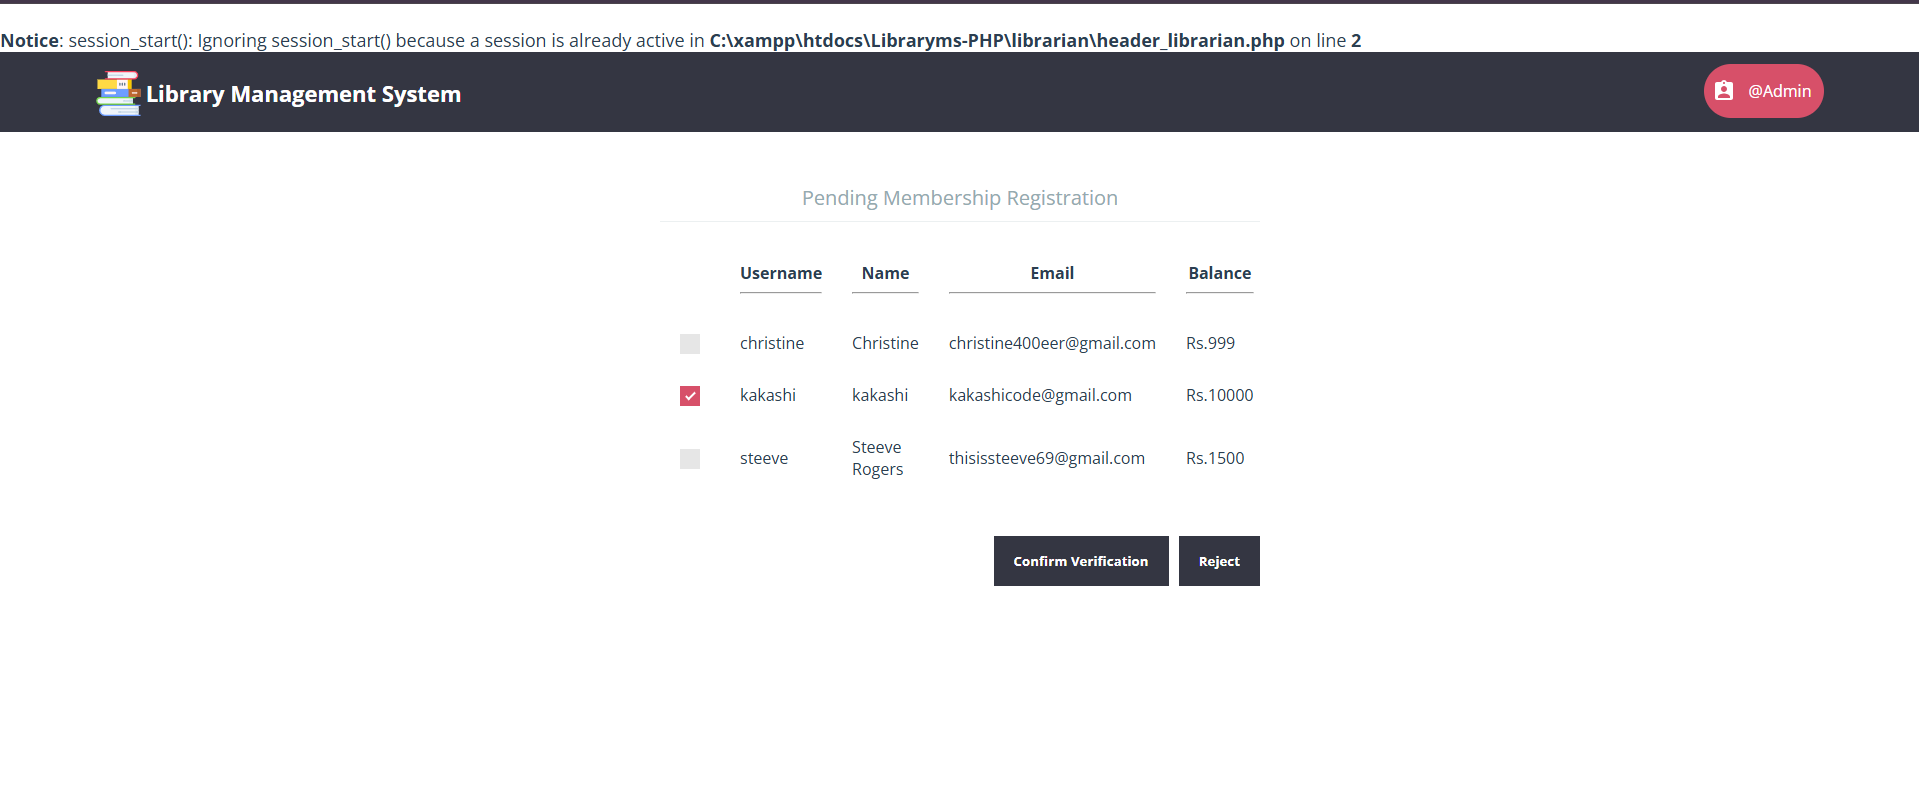 Notice: session_start(): Ignoring session_start() because a session is already active in C:\xampp\htdocs\Libraryms-PHP\librarian\header_librarian.php on line 2
Library Management System
@Admin
Pending Membership Registration
Username Name Email Balance
christine Christine christine400eer@gmail.com Rs.999
kakashi kakashi kakashicode@gmail.com Rs.10000
steeve Steeve Rogers thisissteeve69@gmail.com Rs.1500
Confirm Verification Reject